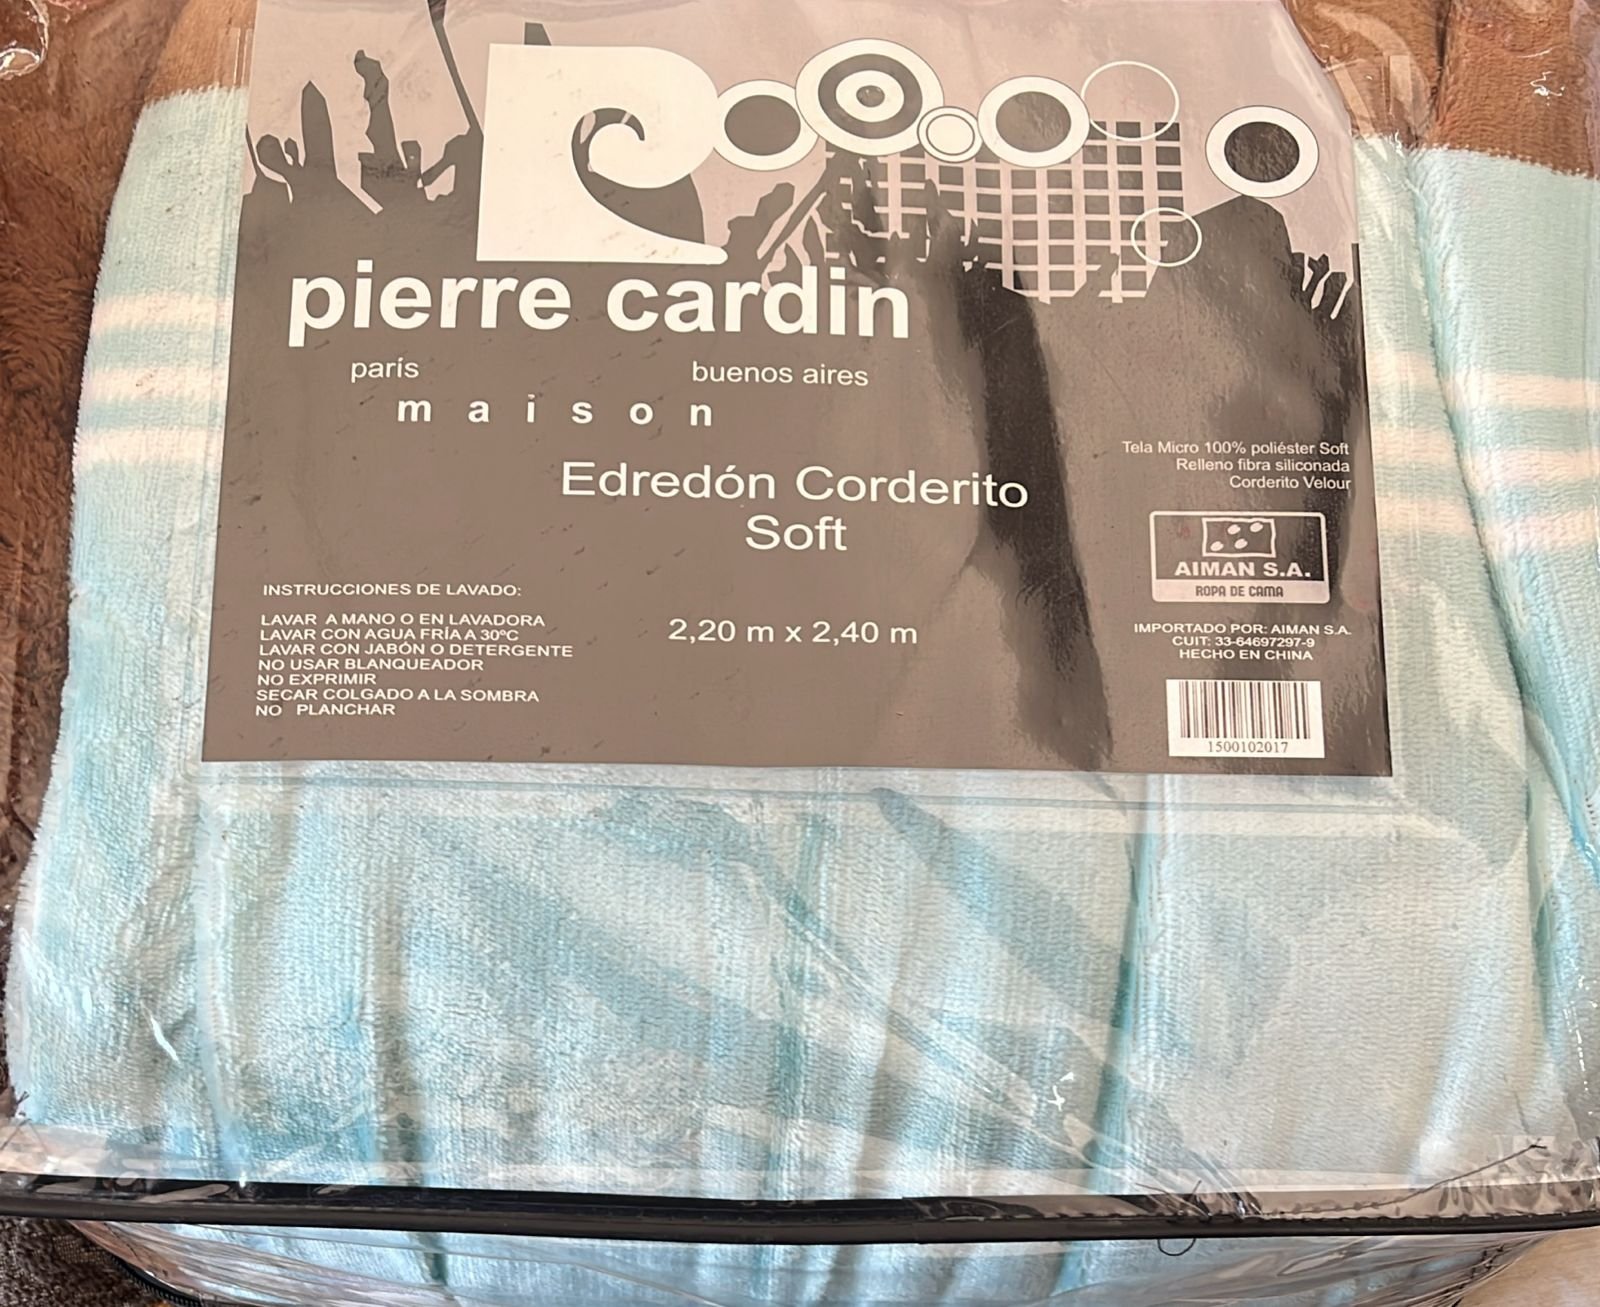 pierre cardin
parís buenos aires
maison
Edredón Corderito
Soft
2,20 m x 2,40 m
INSTRUCCIONES DE LAVADO:
LAVAR A MANO O EN LAVADORA
LAVAR CON AGUA FRÍA A 30ºC
LAVAR CON JABÓN O DETERGENTE
NO USAR BLANQUEADOR
NO EXPRIMIR
SECAR COLGADO A LA SOMBRA
NO PLANCHAR
Tela Micro 100% poliéster Soft
Relleno fibra siliconada
Corderito Velour
AIMAN S.A.
ROPA DE CAMA
IMPORTADO POR: AIMAN S.A.
CUIT: 33-64697297-9
HECHO EN CHINA
1500102017